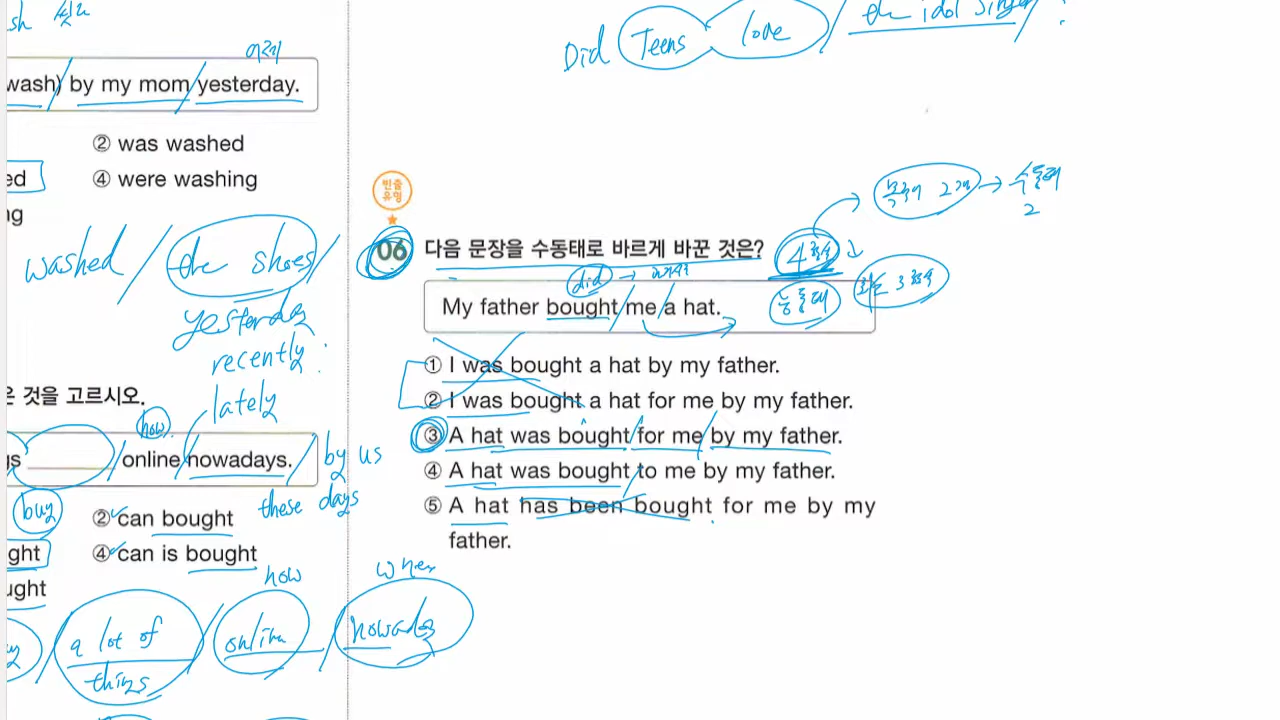 Did Teens love / the idol singer / ?
wash) by my mom yesterday.
② was washed
ed
④ were washing
ng
washed / the shoes /
yesterday
recently
lately
은 것을 고르시오.
how
gs ________ online nowadays.
by us
these days
buy
② can bought
ght
④ can is bought
ught
how
when
a lot of things / online / nowadays
빈출
유형
06 다음 문장을 수동태로 바르게 바꾼 것은?
4형식
목적어 2개 → 수동태 2
능동태
3형식
did → 과거
My father bought me a hat.
① I was bought a hat by my father.
② I was bought a hat for me by my father.
③ A hat was bought for me by my father.
④ A hat was bought to me by my father.
⑤ A hat has been bought for me by my
father.